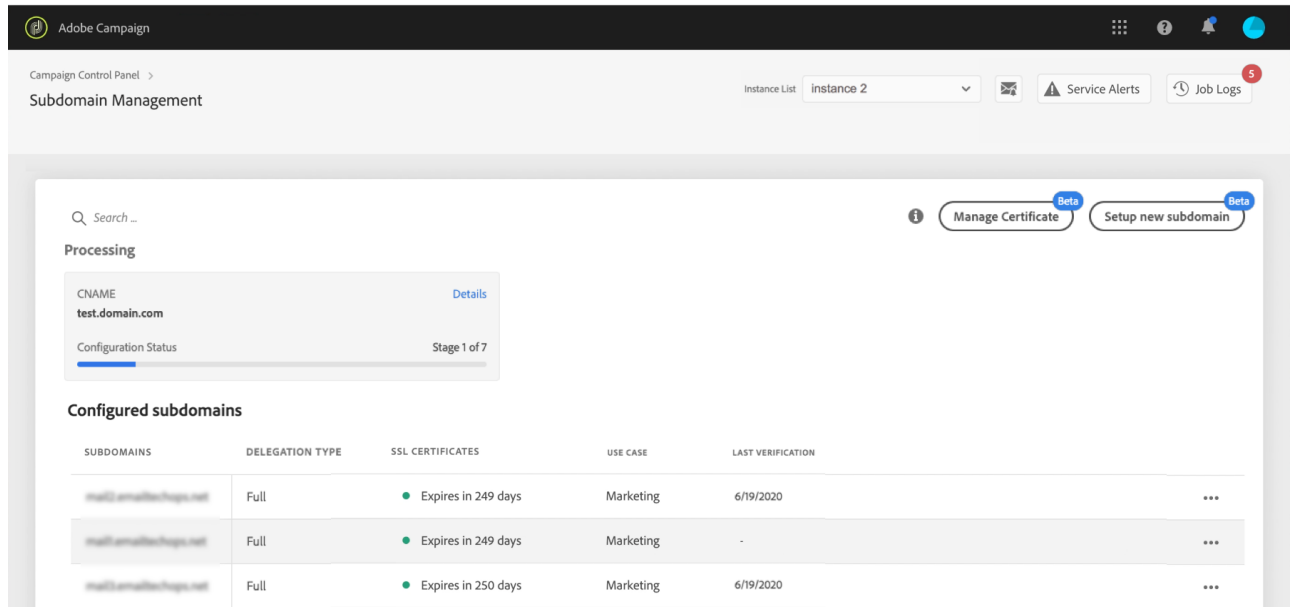 Adobe Campaign
Campaign Control Panel >
Subdomain Management
Instance List instance 2
Service Alerts
Job Logs
5
Search ...
Manage Certificate
Beta
Setup new subdomain
Beta
Processing
CNAME
Details
test.domain.com
Configuration Status
Stage 1 of 7
Configured subdomains
SUBDOMAINS DELEGATION TYPE SSL CERTIFICATES USE CASE LAST VERIFICATION
Full Expires in 249 days Marketing 6/19/2020
Full Expires in 249 days Marketing -
Full Expires in 250 days Marketing 6/19/2020